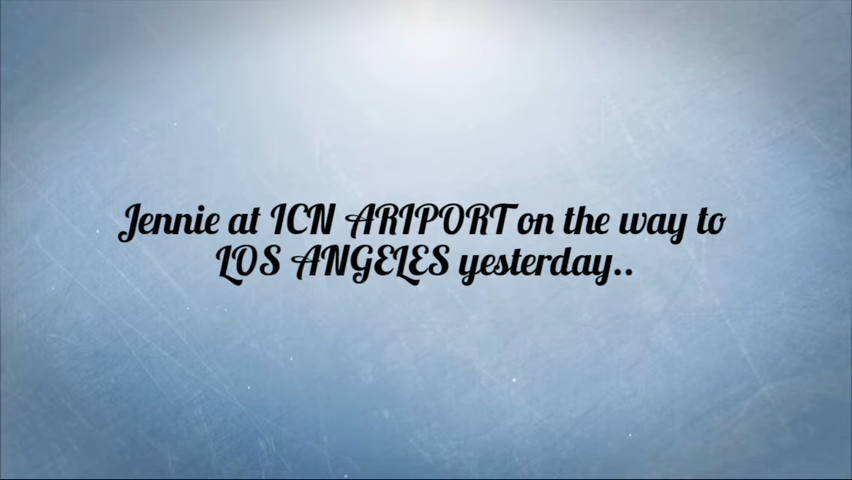 Jennie at ICN ARIPORT on the way to
LOS ANGELES yesterday..